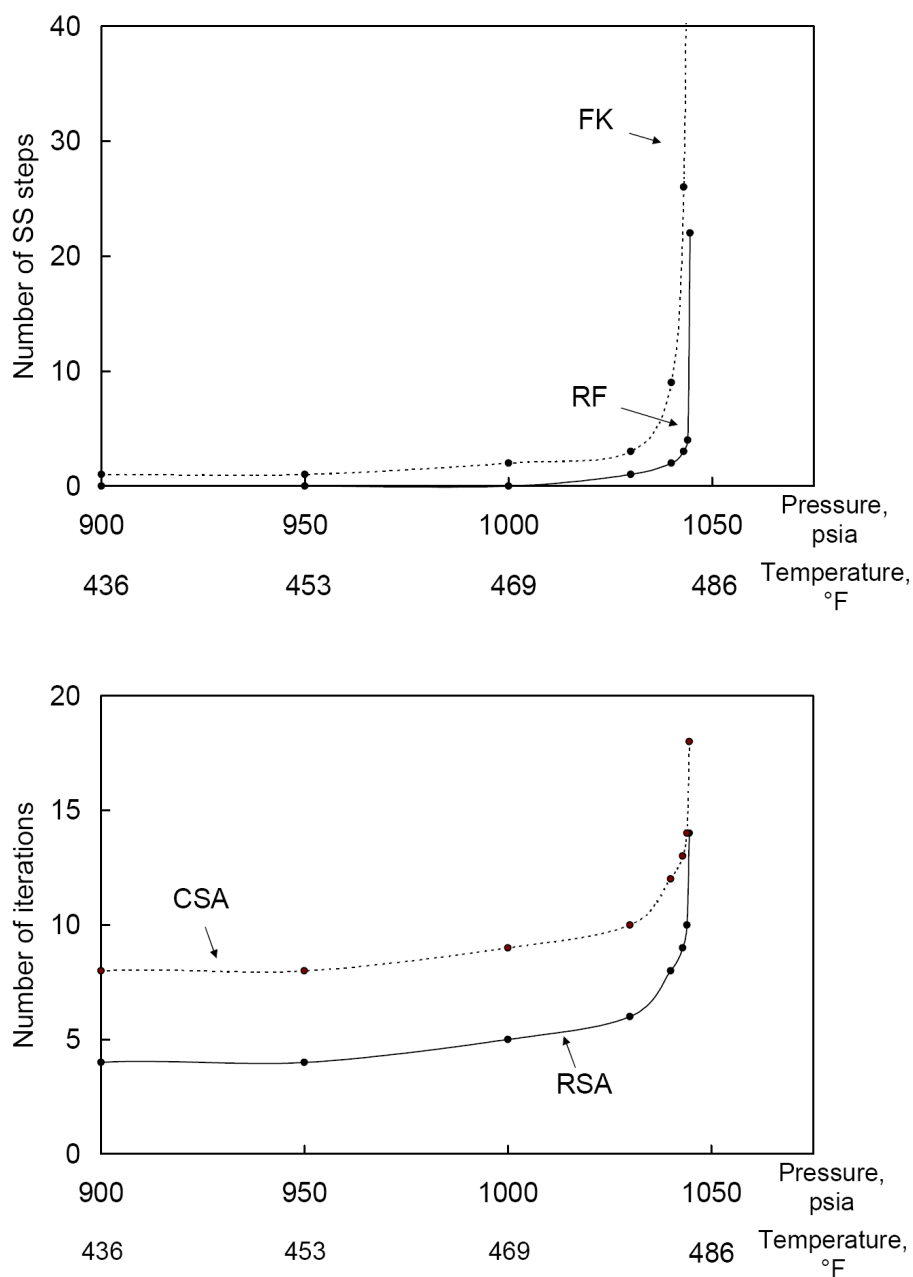 40
Number of SS steps
FK
30
20
RF
10
0
900 950 1000 1050 Pressure,
psia
436 453 469 486 Temperature,
°F
20
Number of iterations
15
CSA
10
5
RSA
0
900 950 1000 1050 Pressure,
psia
436 453 469 486 Temperature,
°F